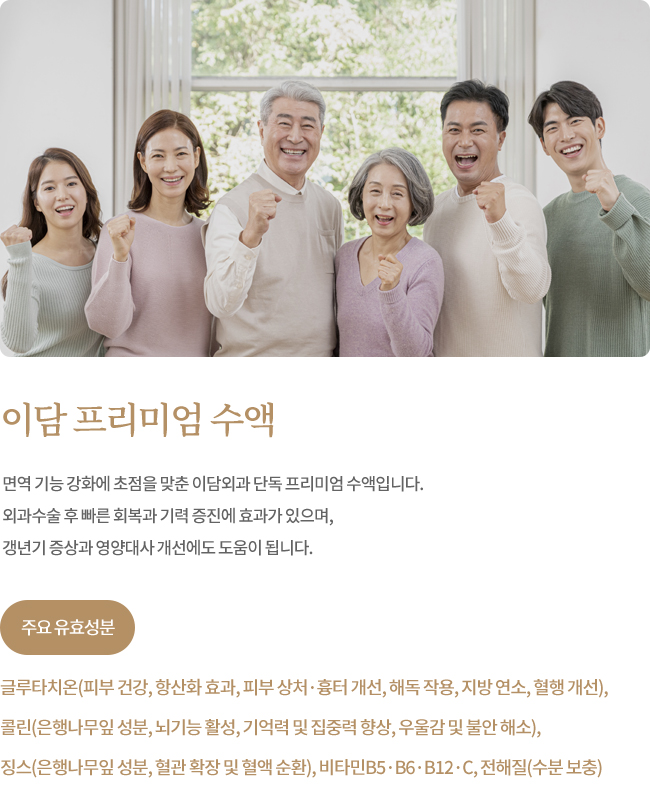 이담 프리미엄 수액
면역 기능 강화에 초점을 맞춘 이담외과 단독 프리미엄 수액입니다.
외과수술 후 빠른 회복과 기력 증진에 효과가 있으며,
갱년기 증상과 영양대사 개선에도 도움이 됩니다.
주요 유효성분
글루타치온(피부 건강, 항산화 효과, 피부 상처·흉터 개선, 해독 작용, 지방 연소, 혈행 개선),
콜린(은행나무잎 성분, 뇌기능 활성, 기억력 및 집중력 향상, 우울감 및 불안 해소),
징스(은행나무잎 성분, 혈관 확장 및 혈액 순환), 비타민B5·B6·B12·C, 전해질(수분 보충)